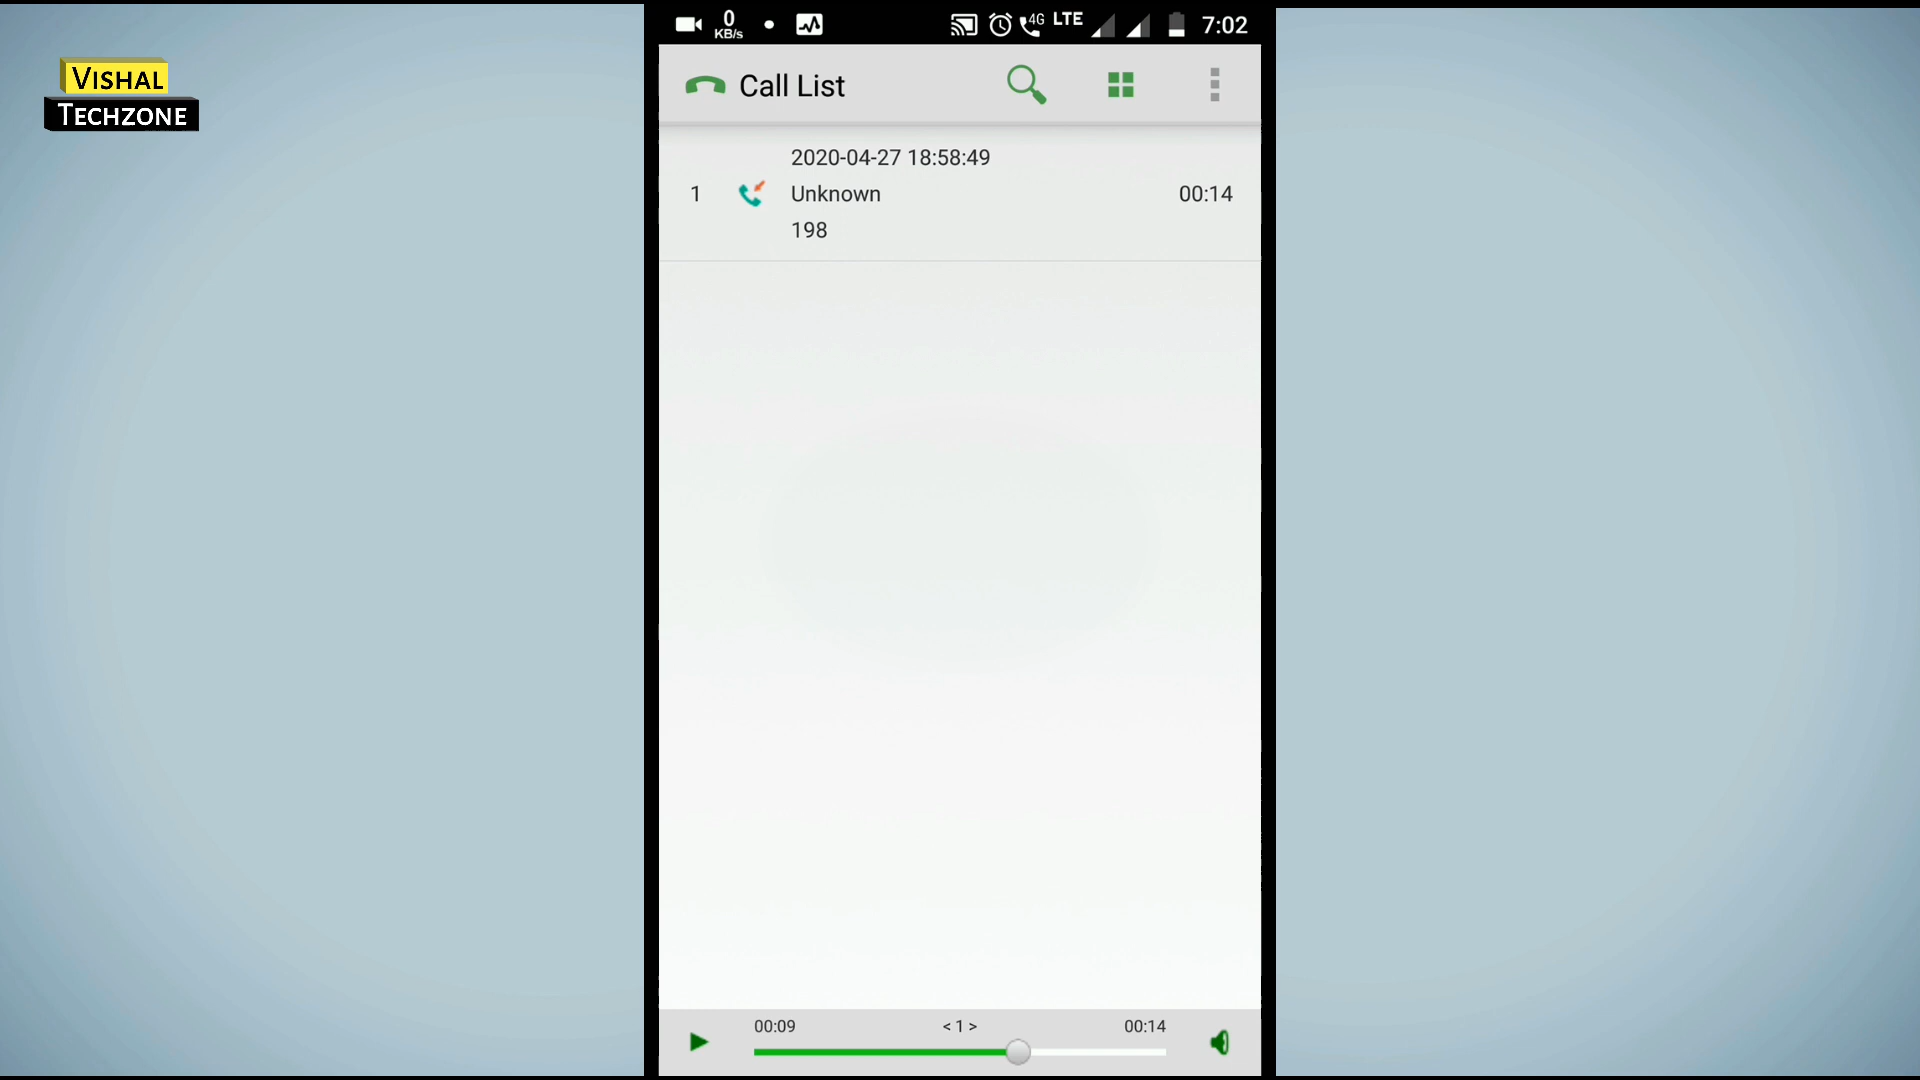 VISHAL
TECHZONE
0
KB/s
4G
LTE
7:02
Call List
2020-04-27 18:58:49
1
Unknown
00:14
198
00:09
< 1 >
00:14